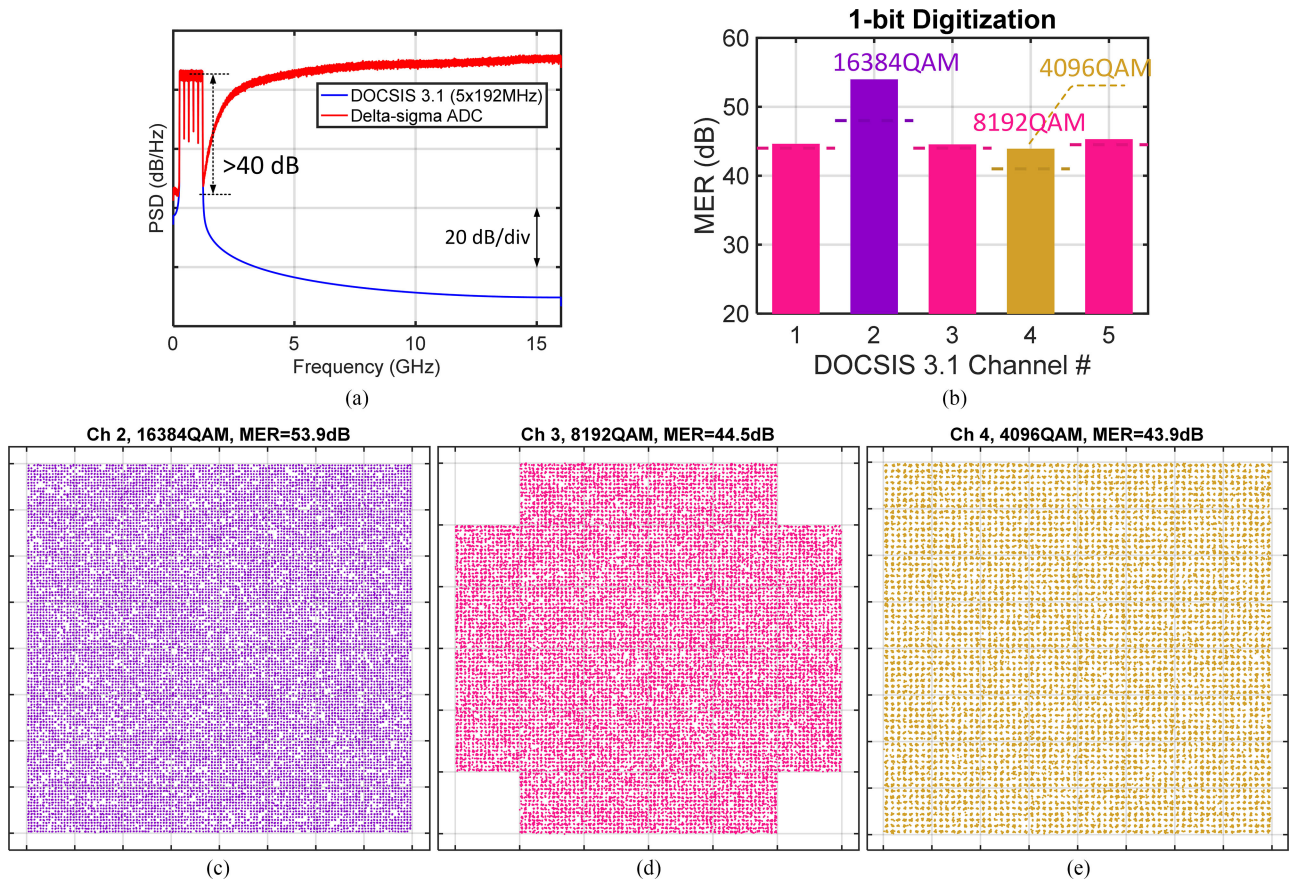 PSD (dB/Hz)
>40 dB
DOCSIS 3.1 (5x192MHz)
Delta-sigma ADC
20 dB/div
0 5 10 15
Frequency (GHz)
(a)
1-bit Digitization
MER (dB)
60
50
40
30
20
16384QAM
4096QAM
8192QAM
1 2 3 4 5
DOCSIS 3.1 Channel #
(b)
Ch 2, 16384QAM, MER=53.9dB
(c)
Ch 3, 8192QAM, MER=44.5dB
(d)
Ch 4, 4096QAM, MER=43.9dB
(e)